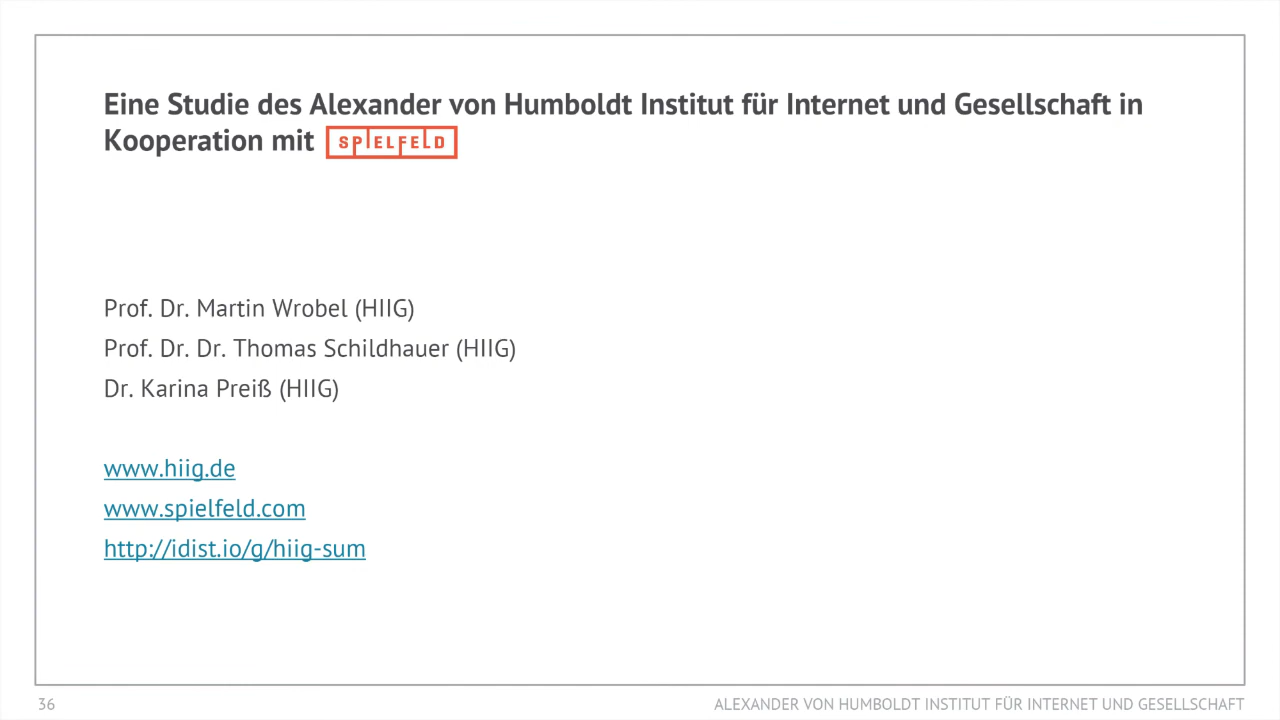 Eine Studie des Alexander von Humboldt Institut für Internet und Gesellschaft in
Kooperation mit SPIELFELD
Prof. Dr. Martin Wrobel (HIIG)
Prof. Dr. Dr. Thomas Schildhauer (HIIG)
Dr. Karina Preiß (HIIG)
www.hiig.de
www.spielfeld.com
http://idist.io/g/hiig-sum
36
ALEXANDER VON HUMBOLDT INSTITUT FÜR INTERNET UND GESELLSCHAFT